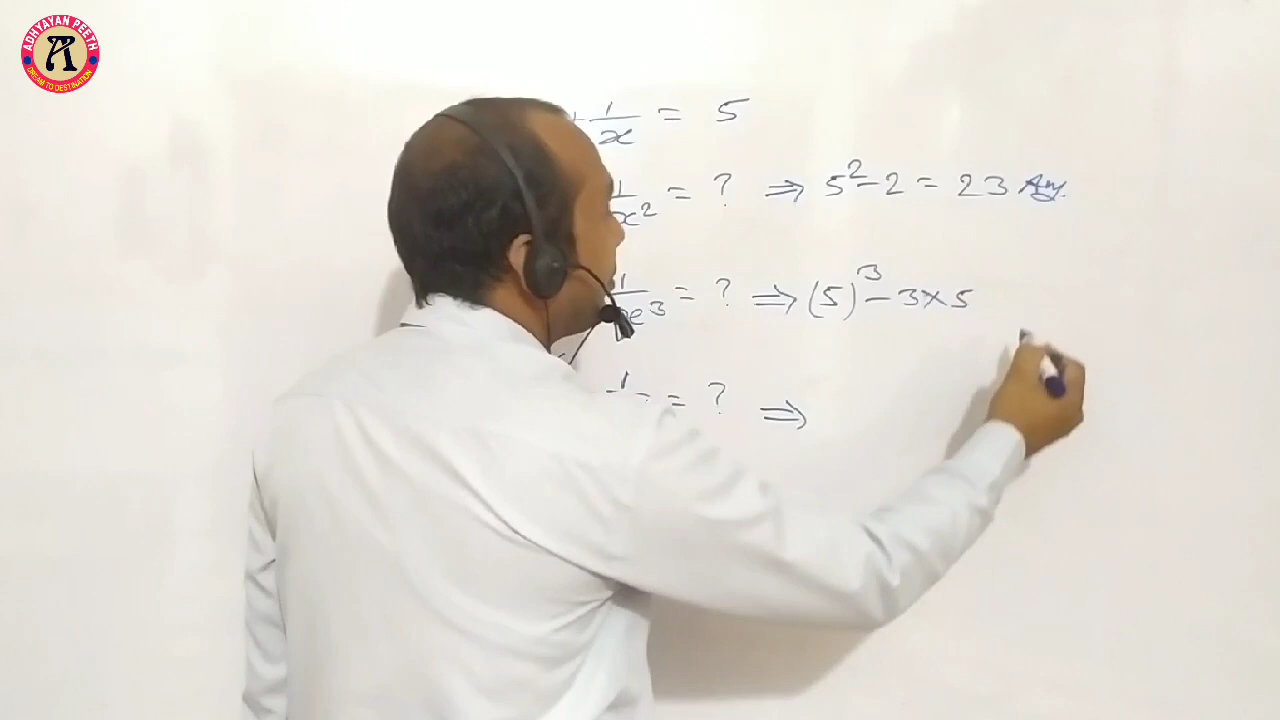 ADHYAYAN PEETH
A
DREAM TO DESTINATION
+ 1/x = 5
1/x² = ? ⇒ 5² - 2 = 23 Ans.
1/x³ = ? ⇒ (5)³ - 3×5
1 = ? ⇒